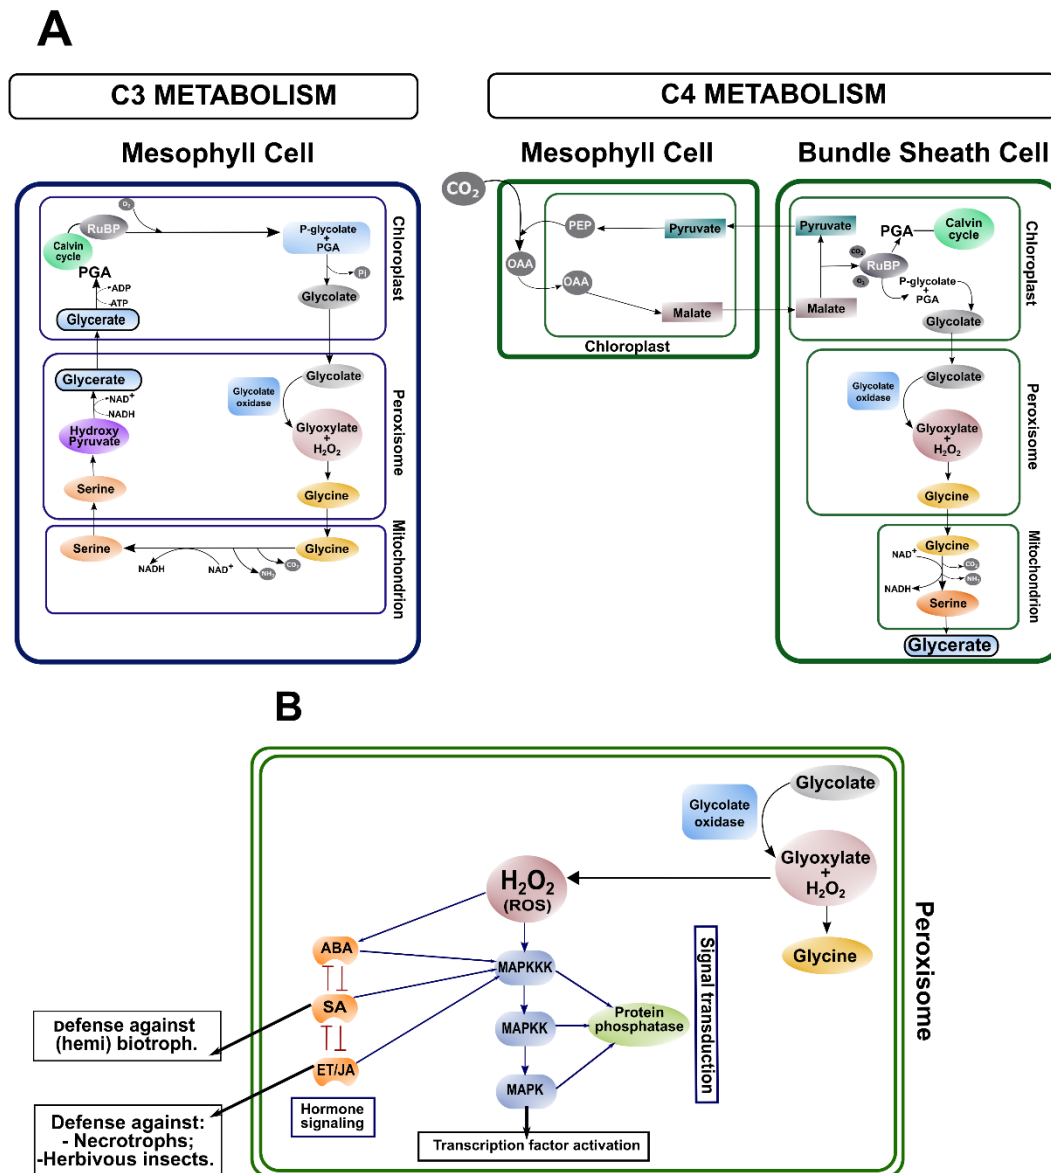 A
C3 METABOLISM
Mesophyll Cell
O₂
RuBP
Calvin
cycle
PGA
ADP
ATP
Glycerate
P-glycolate
+
PGA
Pi
Glycolate
Chloroplast
Glycerate
NAD⁺
NADH
Hydroxy
Pyruvate
Serine
Glycolate
Glycolate
oxidase
Glyoxylate
+
H₂O₂
Glycine
Peroxisome
Serine
NADH
NAD⁺
NH₃
CO₂
Glycine
Mitochondrion
C4 METABOLISM
Mesophyll Cell
Bundle Sheath Cell
CO₂
PEP
Pyruvate
OAA
OAA
Malate
Chloroplast
Pyruvate
Malate
CO₂
O₂
RuBP
PGA
Calvin
cycle
P-glycolate
+
PGA
Glycolate
Chloroplast
Glycolate
Glycolate
oxidase
Glyoxylate
+
H₂O₂
Glycine
Peroxisome
Glycine
NAD⁺
NADH
CO₂
NH₃
Serine
Mitochondrion
Glycerate
B
Glycolate
Glycolate
oxidase
Glyoxylate
+
H₂O₂
Glycine
Peroxisome
H₂O₂
(ROS)
ABA
SA
ET/JA
Hormone
signaling
MAPKKK
MAPKK
MAPK
Protein
phosphatase
Signal transduction
Transcription factor activation
Defense against
(hemi) biotroph.
Defense against:
- Necrotrophs;
-Herbivous insects.